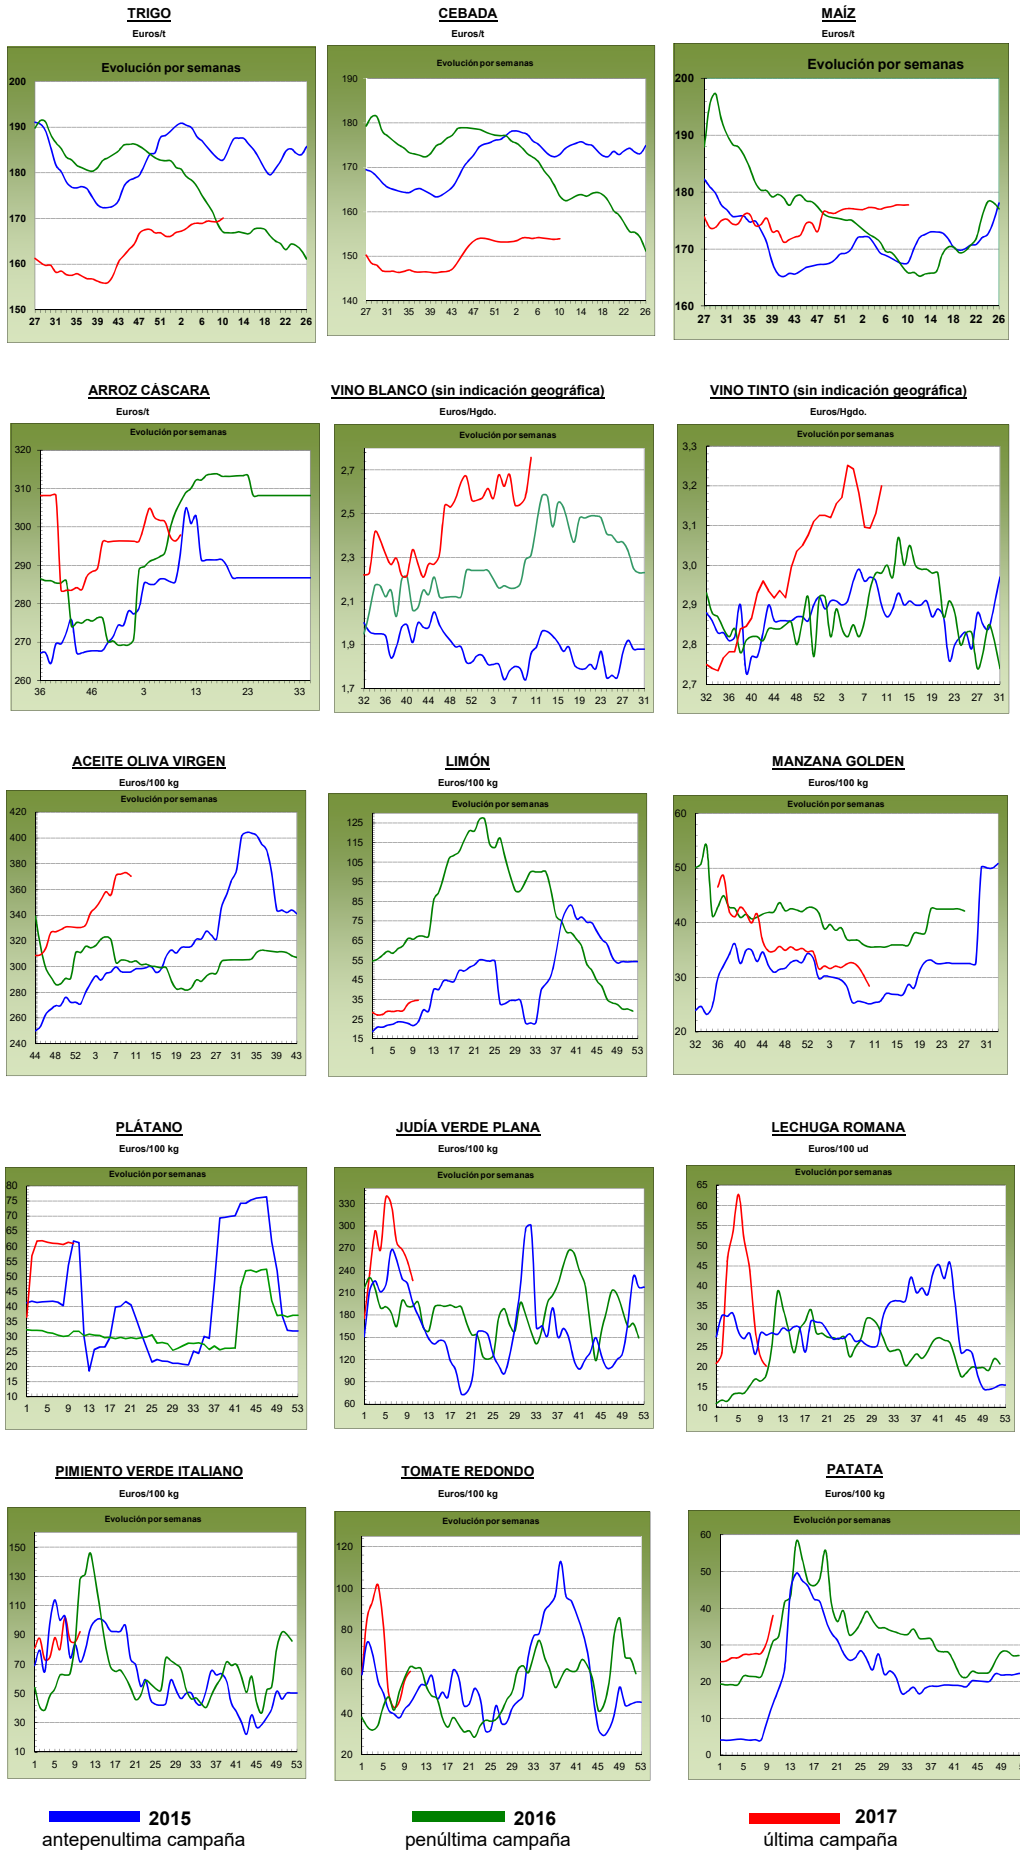 TRIGO
Euros/t
Evolución por semanas
200
190
180
170
160
150
27 31 35 39 43 47 51 2 6 10 14 18 22 26
CEBADA
Euros/t
Evolución por semanas
190
180
170
160
150
140
27 31 35 39 43 47 51 2 6 10 14 18 22 26
MAÍZ
Euros/t
Evolución por semanas
200
190
180
170
160
27 31 35 39 43 47 51 2 6 10 14 18 22 26
ARROZ CÁSCARA
Euros/t
Evolución por semanas
320
310
300
290
280
270
260
36 46 3 13 23 33
VINO BLANCO (sin indicación geográfica)
Euros/Hgdo.
Evolución por semanas
2,7
2,5
2,3
2,1
1,9
1,7
32 36 40 44 48 52 3 7 11 15 19 23 27 31
VINO TINTO (sin indicación geográfica)
Euros/Hgdo.
Evolución por semanas
3,3
3,2
3,1
3,0
2,9
2,8
2,7
32 36 40 44 48 52 3 7 11 15 19 23 27 31
ACEITE OLIVA VIRGEN
Euros/100 kg
Evolución por semanas
420
400
380
360
340
320
300
280
260
240
44 48 52 3 7 11 15 19 23 27 31 35 39 43
LIMÓN
Euros/100 kg
Evolución por semanas
125
115
105
95
85
75
65
55
45
35
25
15
1 5 9 13 17 21 25 29 33 37 41 45 49 53
MANZANA GOLDEN
Euros/100 kg
Evolución por semanas
60
50
40
30
20
32 36 40 44 48 52 3 7 11 15 19 23 27 31
PLÁTANO
Euros/100 kg
Evolución por semanas
80
75
70
65
60
55
50
45
40
35
30
25
20
15
10
1 5 9 13 17 21 25 29 33 37 41 45 49 53
JUDÍA VERDE PLANA
Euros/100 kg
Evolución por semanas
330
300
270
240
210
180
150
120
90
60
1 5 9 13 17 21 25 29 33 37 41 45 49 53
LECHUGA ROMANA
Euros/100 ud
Evolución por semanas
65
60
55
50
45
40
35
30
25
20
15
10
1 5 9 13 17 21 25 29 33 37 41 45 49 53
PIMIENTO VERDE ITALIANO
Euros/100 kg
Evolución por semanas
150
130
110
90
70
50
30
10
1 5 9 13 17 21 25 29 33 37 41 45 49 53
TOMATE REDONDO
Euros/100 kg
Evolución por semanas
120
100
80
60
40
20
1 5 9 13 17 21 25 29 33 37 41 45 49 53
PATATA
Euros/100 kg
Evolución por semanas
60
50
40
30
20
10
0
1 5 9 13 17 21 25 29 33 37 41 45 49
2015
antepenultima campaña
2016
penúltima campaña
2017
última campaña